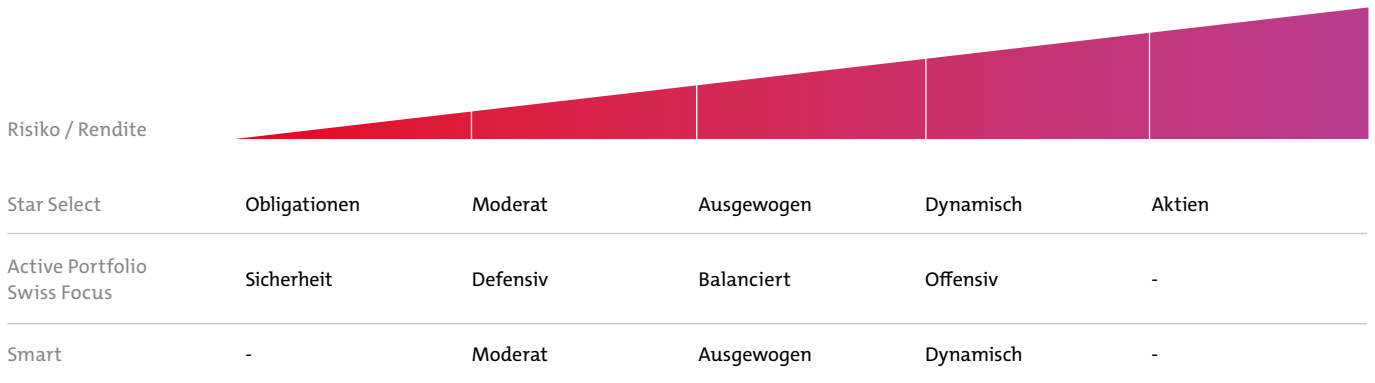 Risiko / Rendite
Star Select Obligationen Moderat Ausgewogen Dynamisch Aktien
Active Portfolio
Swiss Focus Sicherheit Defensiv Balanciert Offensiv -
Smart - Moderat Ausgewogen Dynamisch -